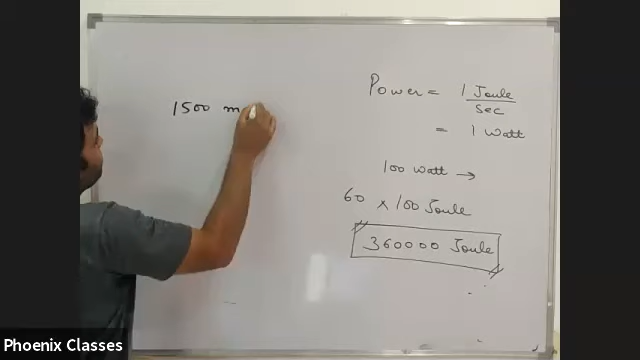 1500 m
Power = 1 Joule
Sec
= 1 Watt
100 watt →
60 × 100 Joule
360000 Joule
Phoenix Classes